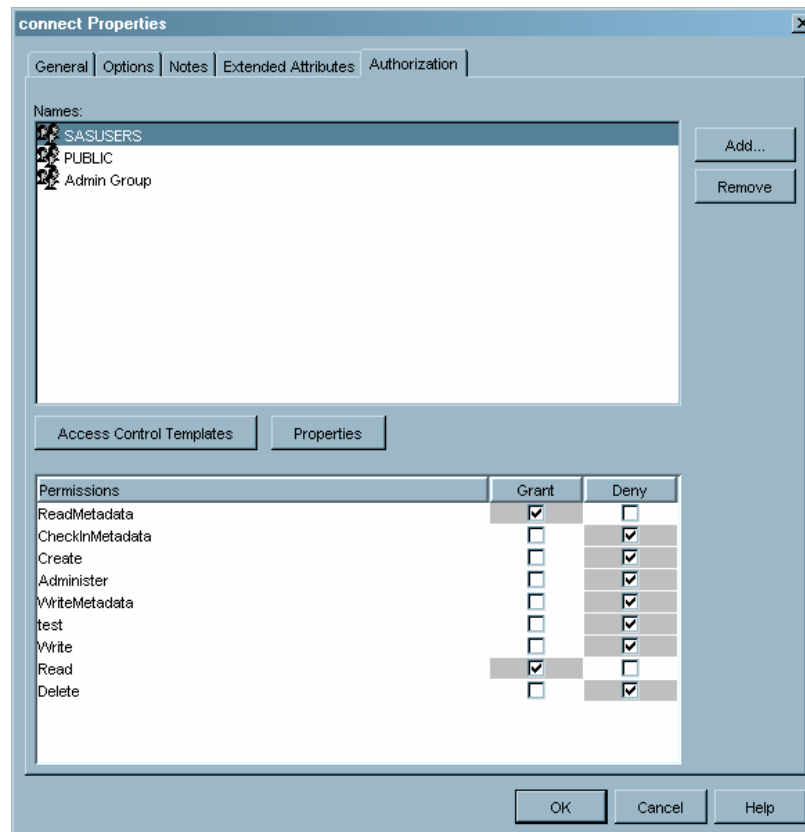 connect Properties
General Options Notes Extended Attributes Authorization
Names:
SASUSERS
PUBLIC
Admin Group
Add...
Remove
Access Control Templates Properties
Permissions Grant Deny
ReadMetadata
CheckInMetadata
Create
Administer
WriteMetadata
test
Write
Read
Delete
OK Cancel Help